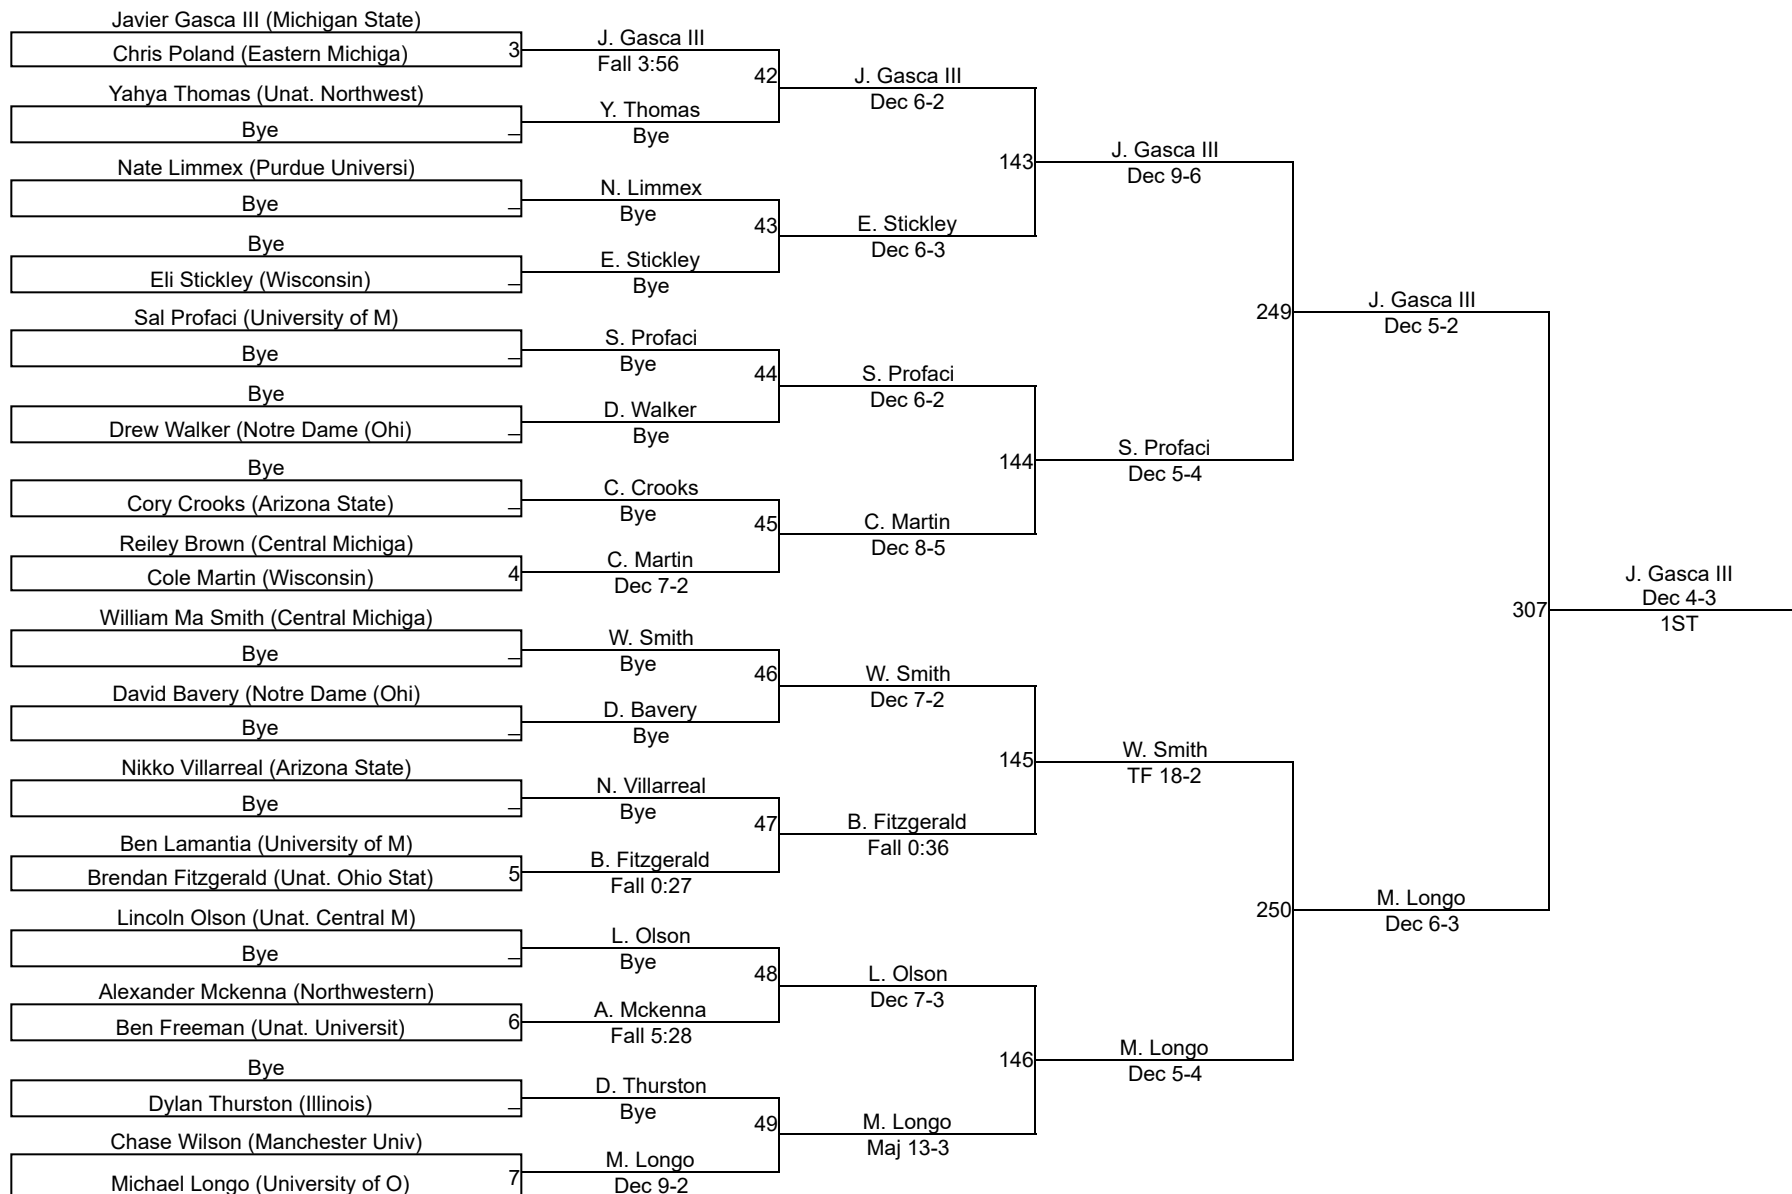 Javier Gasca III (Michigan State)
Chris Poland (Eastern Michiga)
3
Yahya Thomas (Unat. Northwest)
Bye
_
Nate Limmex (Purdue Universi)
Bye
_
Bye
Eli Stickley (Wisconsin)
_
Sal Profaci (University of M)
Bye
_
Bye
Drew Walker (Notre Dame (Ohi)
_
Bye
Cory Crooks (Arizona State)
_
Reiley Brown (Central Michiga)
Cole Martin (Wisconsin)
4
William Ma Smith (Central Michiga)
Bye
_
David Bavery (Notre Dame (Ohi)
Bye
_
Nikko Villarreal (Arizona State)
Bye
_
Ben Lamantia (University of M)
Brendan Fitzgerald (Unat. Ohio Stat)
5
Lincoln Olson (Unat. Central M)
Bye
_
Alexander Mckenna (Northwestern)
Ben Freeman (Unat. Universit)
6
Bye
Dylan Thurston (Illinois)
_
Chase Wilson (Manchester Univ)
Michael Longo (University of O)
7
J. Gasca III
Fall 3:56
42
Y. Thomas
Bye
N. Limmex
Bye
43
E. Stickley
Bye
S. Profaci
Bye
44
D. Walker
Bye
C. Crooks
Bye
45
C. Martin
Dec 7-2
W. Smith
Bye
46
D. Bavery
Bye
N. Villarreal
Bye
47
B. Fitzgerald
Fall 0:27
L. Olson
Bye
48
A. Mckenna
Fall 5:28
D. Thurston
Bye
49
M. Longo
Dec 9-2
J. Gasca III
Dec 6-2
143
E. Stickley
Dec 6-3
S. Profaci
Dec 6-2
144
C. Martin
Dec 8-5
W. Smith
Dec 7-2
145
B. Fitzgerald
Fall 0:36
L. Olson
Dec 7-3
146
M. Longo
Maj 13-3
J. Gasca III
Dec 9-6
249
S. Profaci
Dec 5-4
W. Smith
TF 18-2
250
M. Longo
Dec 5-4
J. Gasca III
Dec 5-2
307
M. Longo
Dec 6-3
J. Gasca III
Dec 4-3
1ST